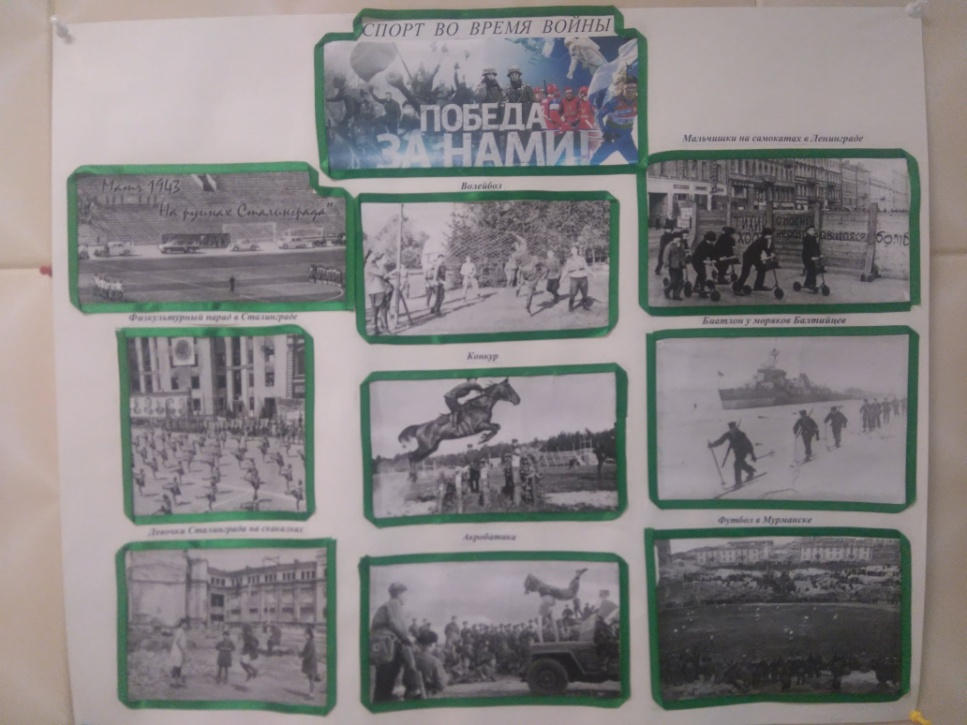 СПОРТ ВО ВРЕМЯ ВОЙНЫ
ПОБЕДА
ЗА НАМИ!
Матч 1943
"На руинах Сталинграда"
Волейбол
Мальчишки на самокатах в Ленинграде
Физкультурный парад в Сталинграде
Конкур
Биатлон у моряков Балтийцев
Девочки Сталинграда на скакалках
Акробатика
Футбол в Мурманске